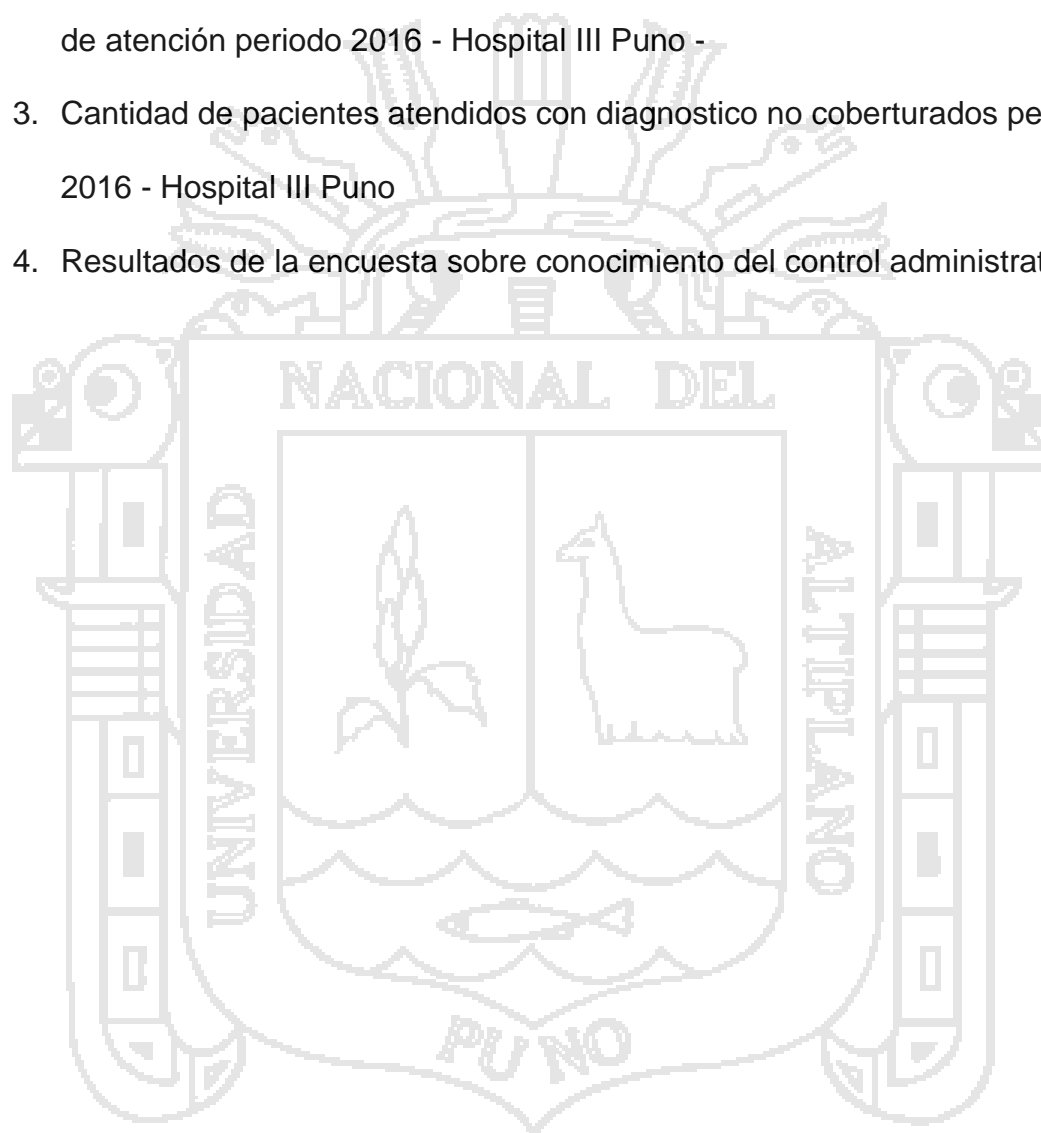 de atención periodo 2016 - Hospital III Puno -
3. Cantidad de pacientes atendidos con diagnostico no coberturados pe
2016 - Hospital III Puno
4. Resultados de la encuesta sobre conocimiento del control administrat
NACIONAL DEL
UNIVERSIDAD
ALTIPLANO
PUNO